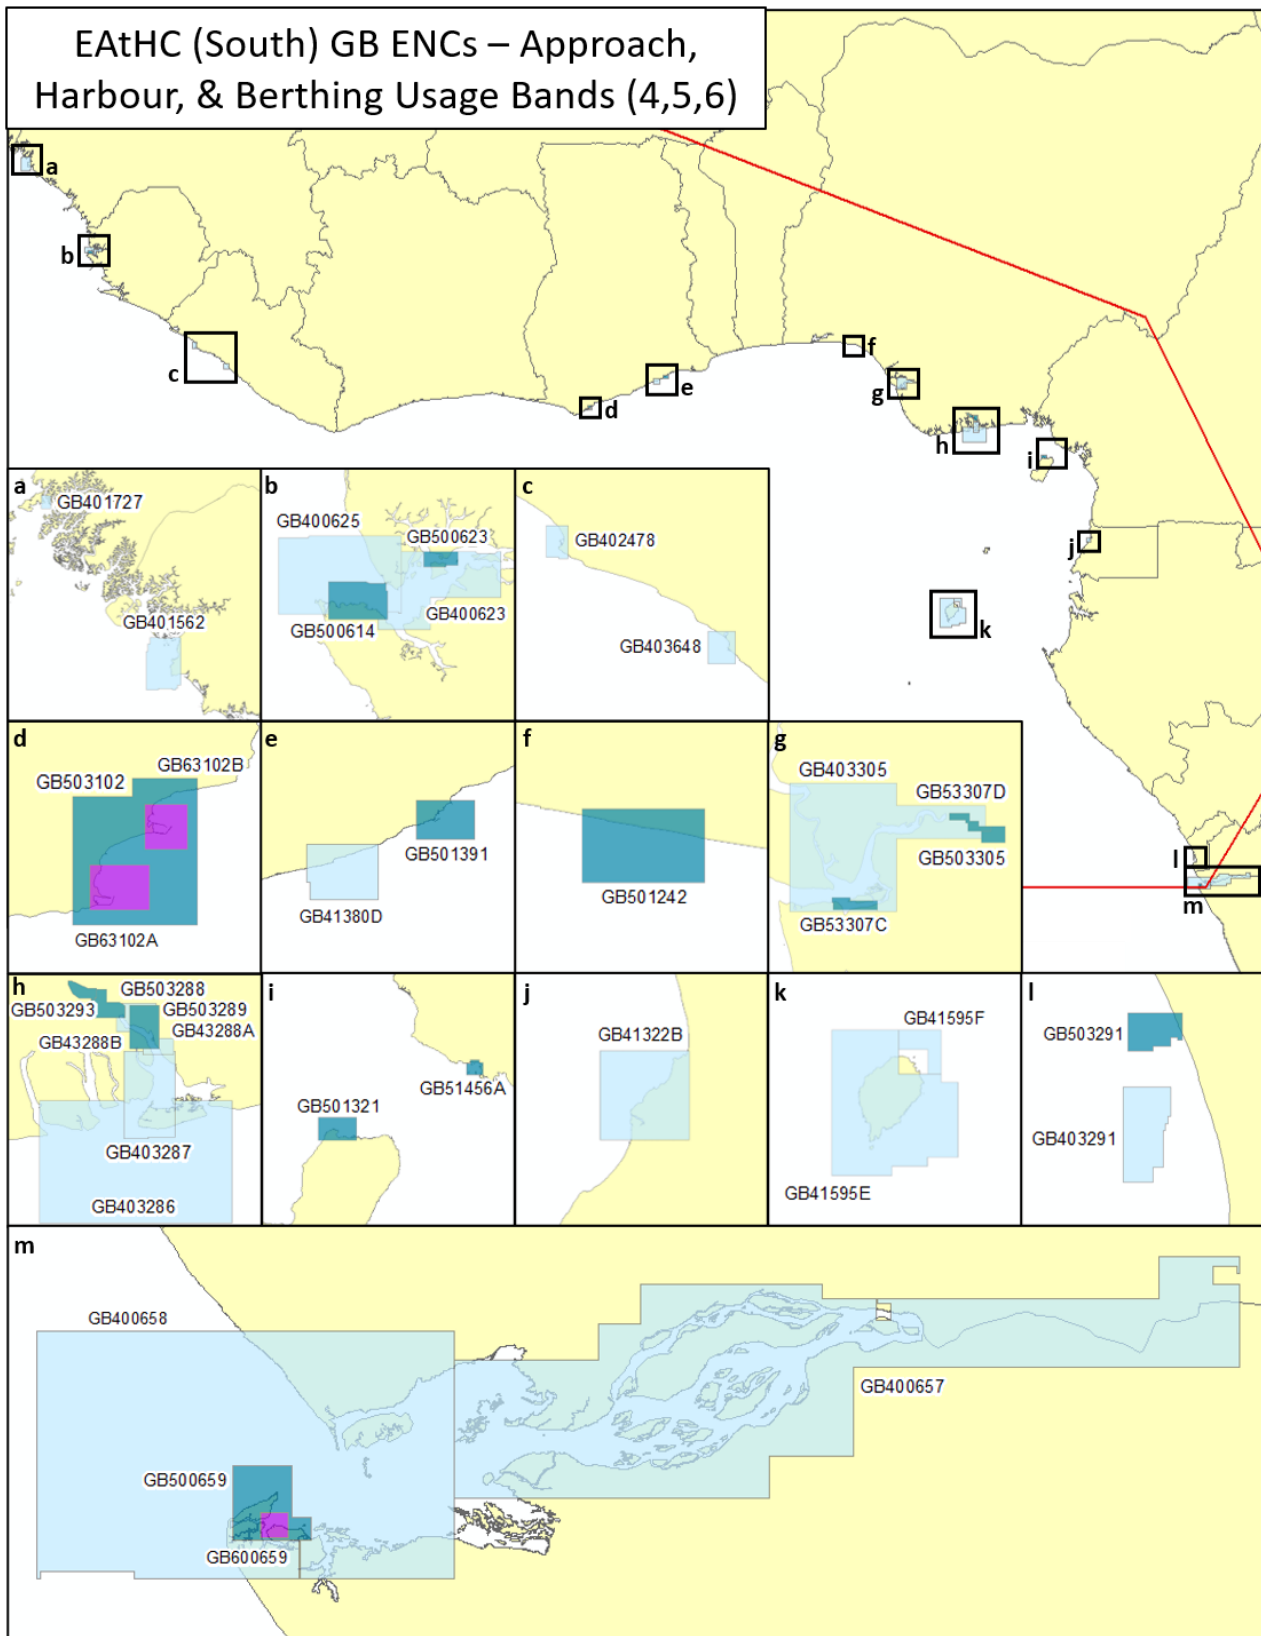 EAtHC (South) GB ENCs – Approach,
Harbour, & Berthing Usage Bands (4,5,6)
a
b
c
d
e
f
g
h
i
j
k
l
m
a
GB401727
GB401562
b
GB400625
GB500623
GB500614
GB400623
c
GB402478
GB403648
d
GB63102B
GB503102
GB63102A
e
GB501391
GB41380D
f
GB501242
g
GB403305
GB53307D
GB503305
GB53307C
h
GB503288
GB503293
GB503289
GB43288A
GB43288B
GB403287
GB403286
i
GB51456A
GB501321
j
GB41322B
k
GB41595F
GB41595E
l
GB503291
GB403291
m
GB400658
GB400657
GB500659
GB600659